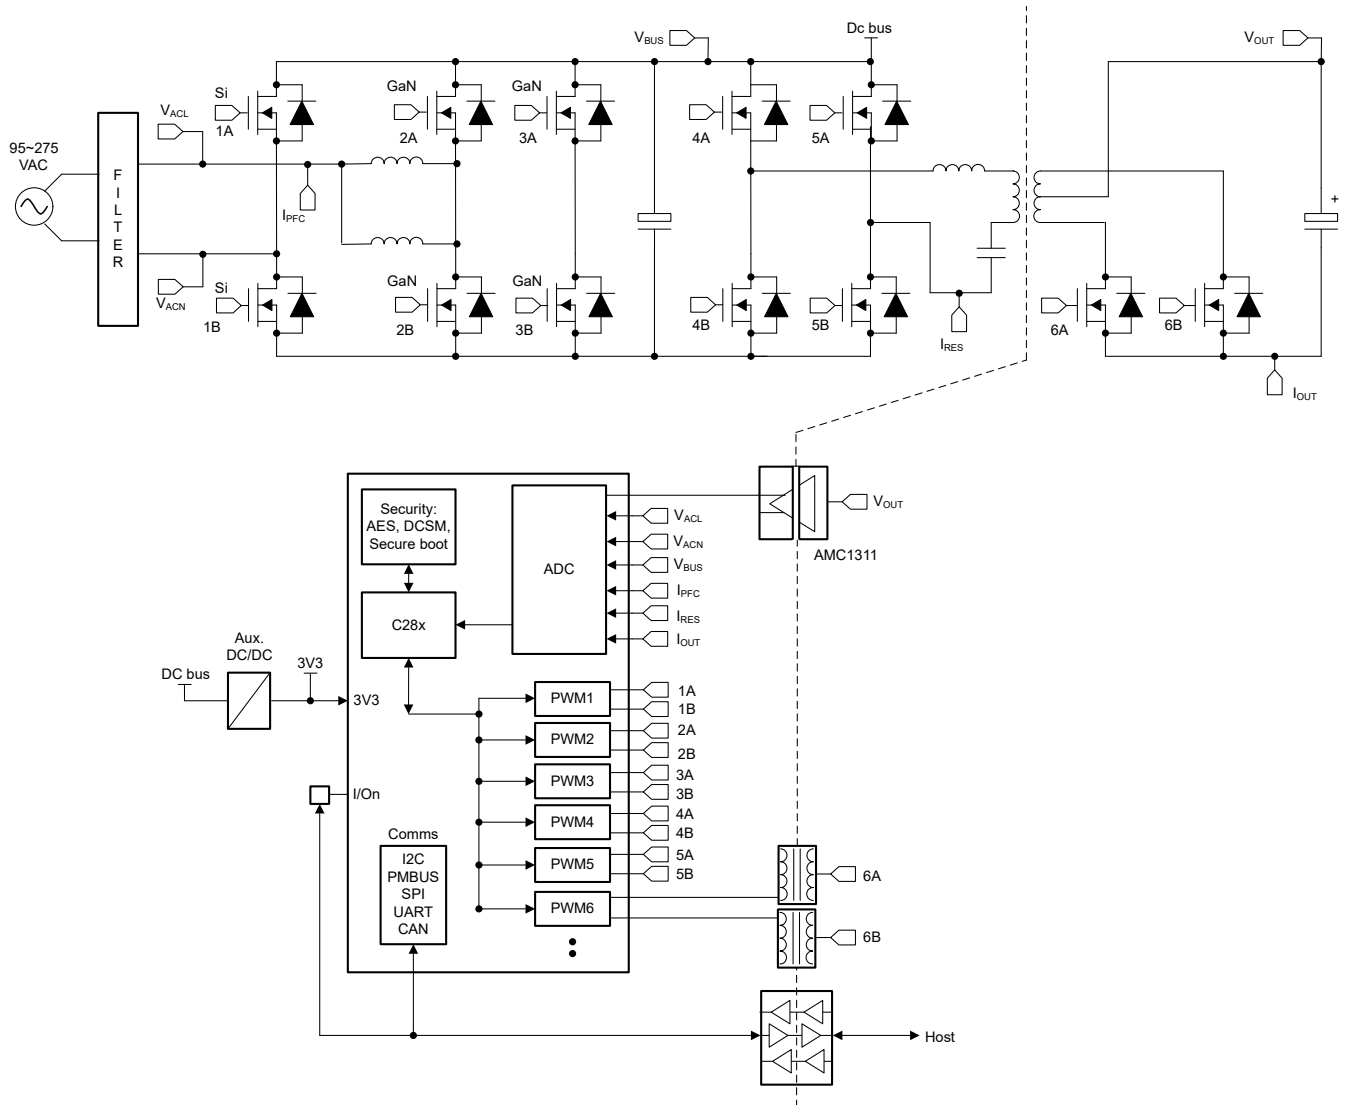 Dc bus
VBUS
VOUT
Si
GaN
GaN
VACL
1A
2A
3A
4A
5A
95~275
VAC
FILTER
IPFC
VACN
Si
GaN
GaN
1B
2B
3B
4B
5B
IRES
6A
6B
+
IOUT
Security:
AES, DCSM,
Secure boot
ADC
VOUT
AMC1311
VACL
VACN
VBUS
IPFC
IRES
IOUT
C28x
Aux.
DC/DC
DC bus
3V3
3V3
PWM1
1A
1B
PWM2
2A
2B
PWM3
3A
3B
PWM4
4A
4B
PWM5
5A
5B
PWM6
6A
6B
I/On
Comms
I2C
PMBUS
SPI
UART
CAN
Host